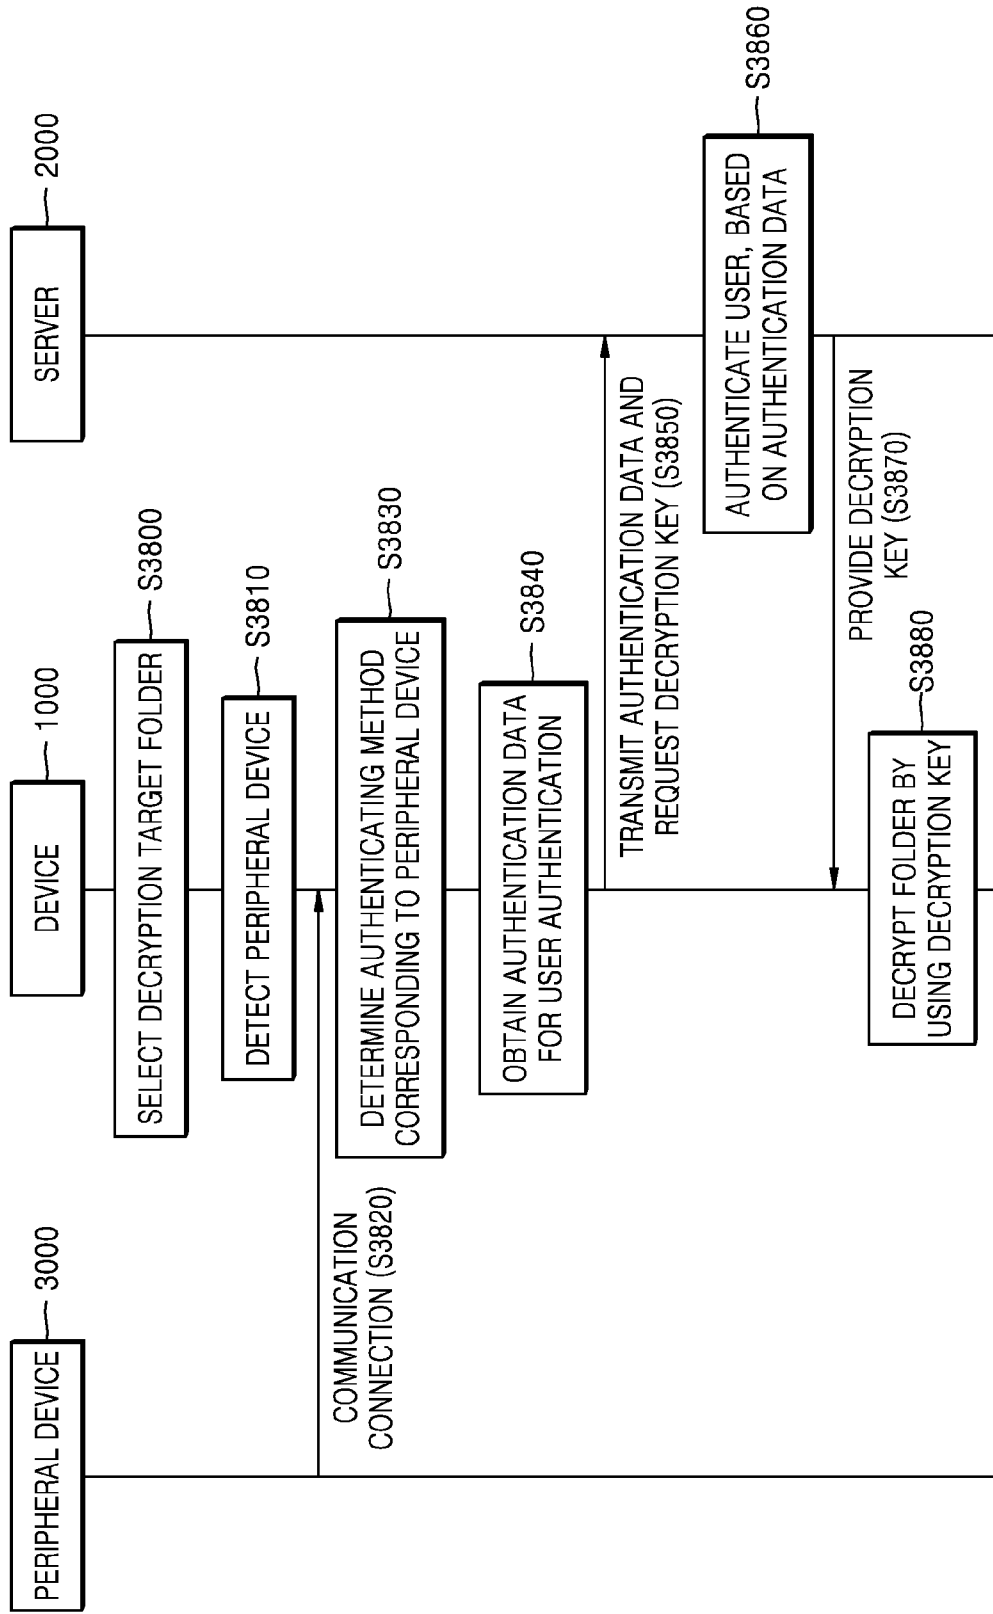 PERIPHERAL DEVICE
3000
DEVICE
1000
SERVER
2000
SELECT DECRYPTION TARGET FOLDER
S3800
DETECT PERIPHERAL DEVICE
S3810
COMMUNICATION
CONNECTION (S3820)
DETERMINE AUTHENTICATING METHOD
CORRESPONDING TO PERIPHERAL DEVICE
S3830
OBTAIN AUTHENTICATION DATA
FOR USER AUTHENTICATION
S3840
TRANSMIT AUTHENTICATION DATA AND
REQUEST DECRYPTION KEY (S3850)
AUTHENTICATE USER, BASED
ON AUTHENTICATION DATA
S3860
PROVIDE DECRYPTION
KEY (S3870)
DECRYPT FOLDER BY
USING DECRYPTION KEY
S3880